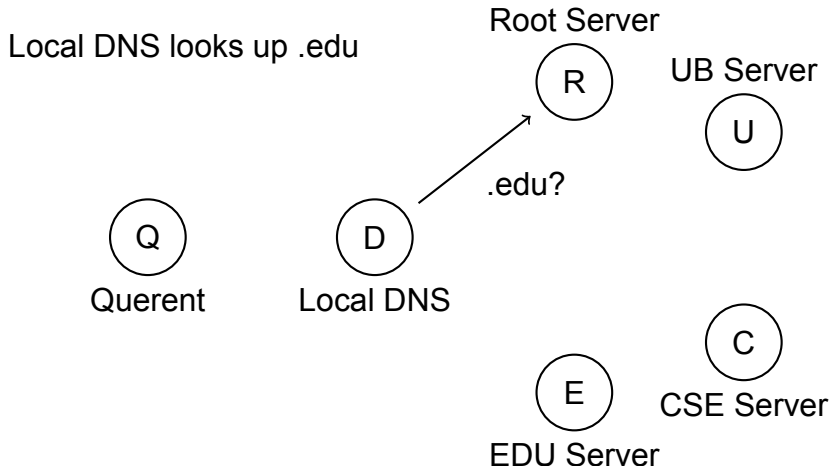 Local DNS looks up .edu
Root Server
R
UB Server
U
.edu?
Q
Querent
D
Local DNS
C
CSE Server
E
EDU Server